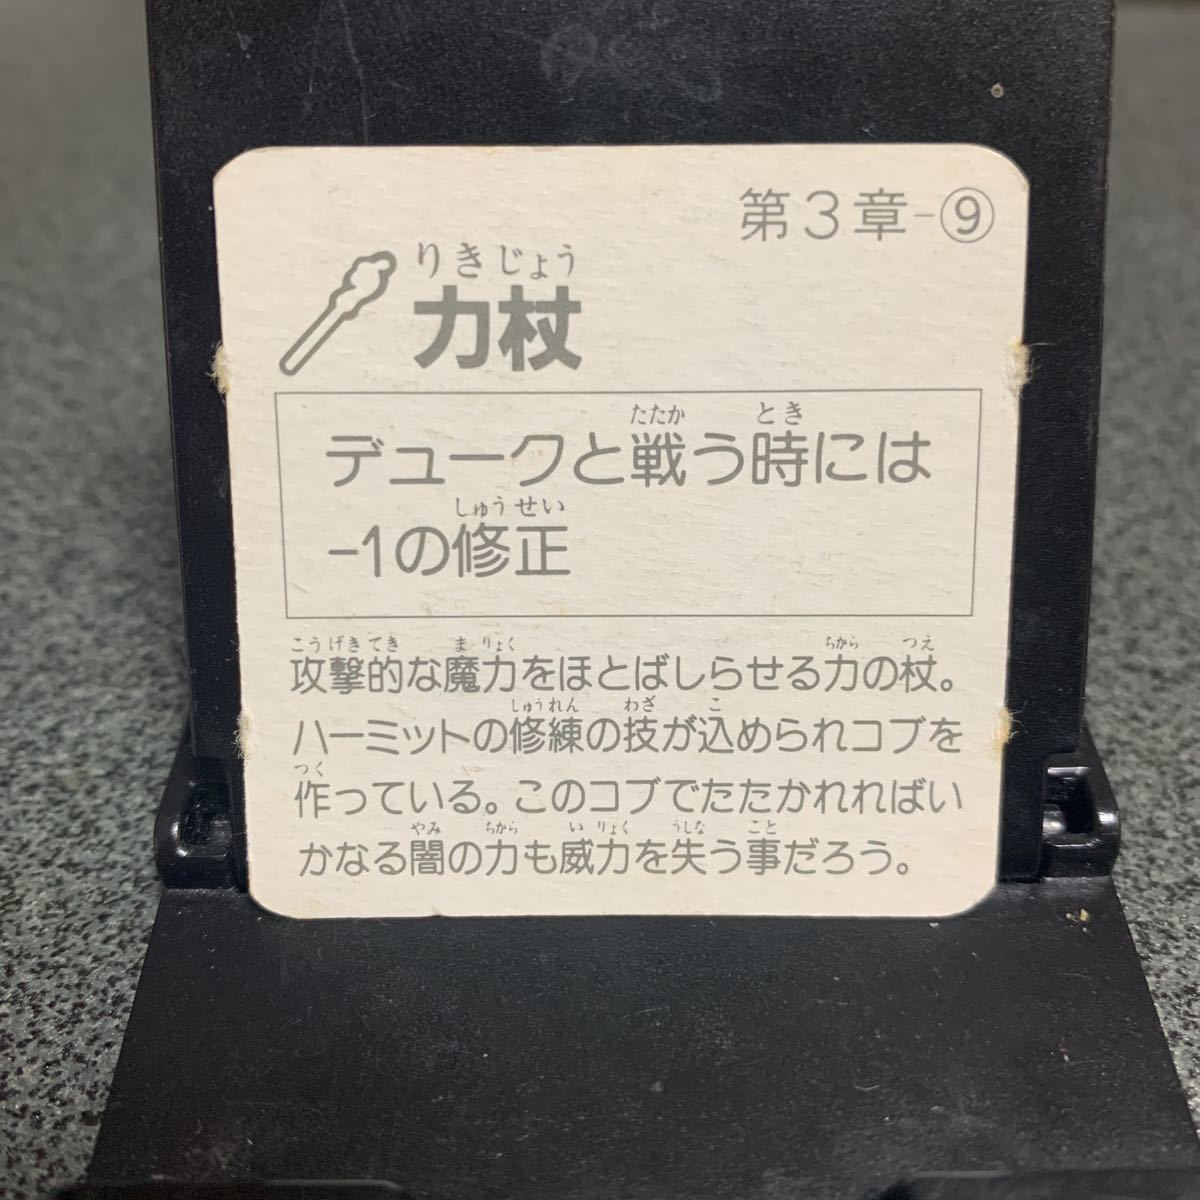 第3章-⑨
りきじょう
力杖
たたか とき
デュークと戦う時には
しゅうせい
-1の修正
こうげきてき まりょく ちから つえ
攻撃的な魔力をほとばしらせる力の杖。
しゅうれん わざ こ
ハーミットの修練の技が込められコブを
つく
作っている。このコブでたたかれればい
やみ ちから いりょく うしな こと
かなる闇の力も威力を失う事だろう。